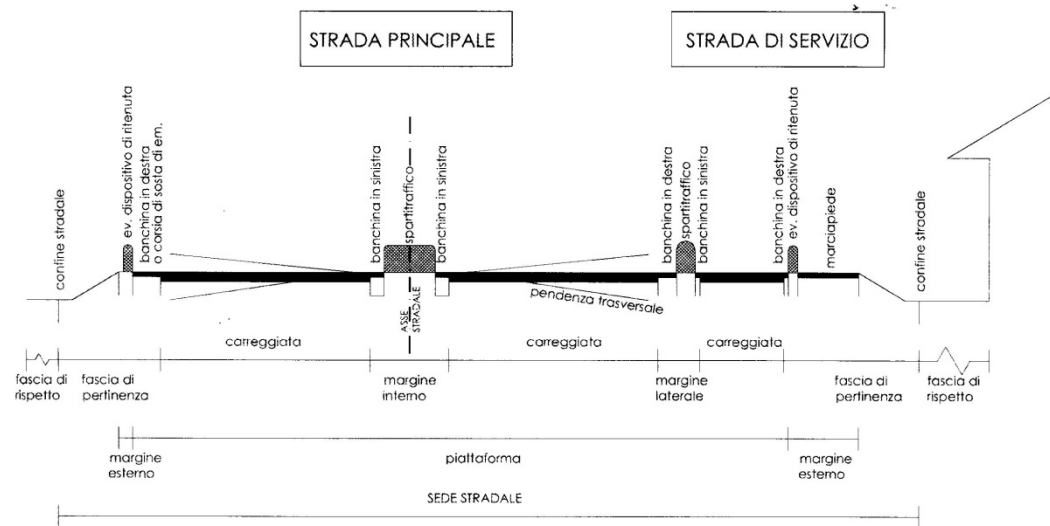 STRADA PRINCIPALE
STRADA DI SERVIZIO
confine stradale
ev. dispositivo di ritenuta
banchina in destra
o corsia di sosta di em.
banchina in sinistra
spartitraffico
banchina in sinistra
banchina in destra
spartitraffico
banchina in sinistra
banchina in destra
ev. dispositivo di ritenuta
marciapiede
confine stradale
pendenza trasversale
ASSE
STRADALE
carreggiata
carreggiata
carreggiata
fascia di
rispetto
fascia di
pertinenza
margine
interno
margine
laterale
fascia di
pertinenza
fascia di
rispetto
margine
esterno
piattaforma
margine
esterno
SEDE STRADALE